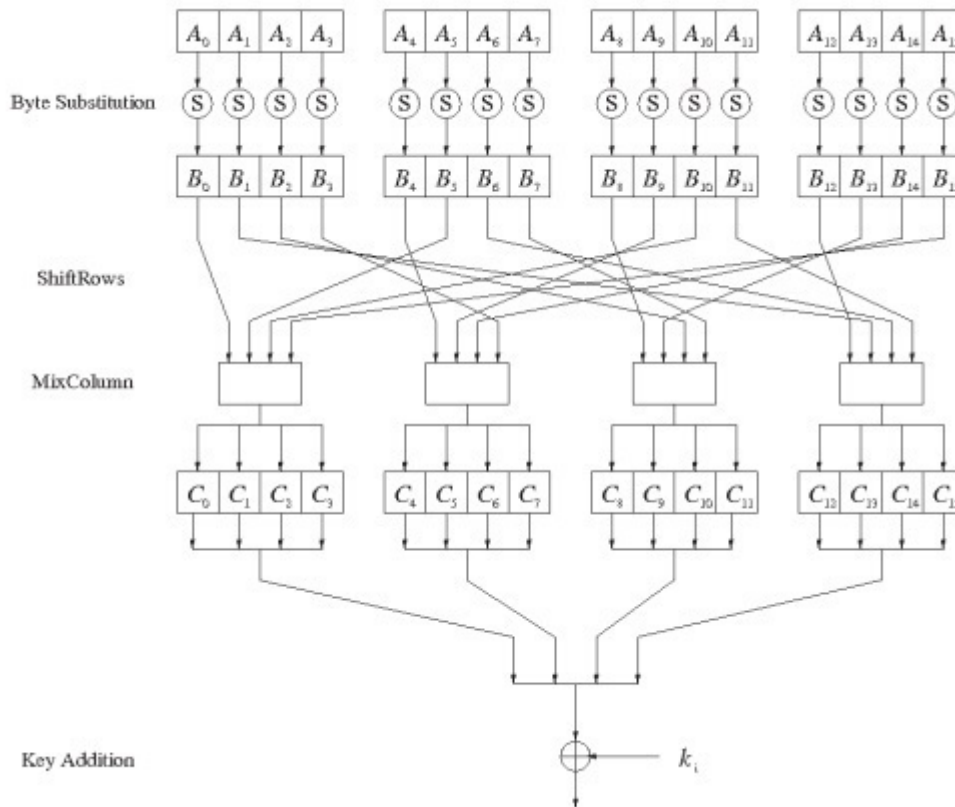 A₀ A₁ A₂ A₃ A₄ A₅ A₆ A₇ A₈ A₉ A₁₀ A₁₁ A₁₂ A₁₃ A₁₄
Byte Substitution S S S S S S S S S S S S S S S S
B₀ B₁ B₂ B₃ B₄ B₅ B₆ B₇ B₈ B₉ B₁₀ B₁₁ B₁₂ B₁₃ B₁₄
ShiftRows
MixColumn
C₀ C₁ C₂ C₃ C₄ C₅ C₆ C₇ C₈ C₉ C₁₀ C₁₁ C₁₂ C₁₃ C₁₄
Key Addition kᵢ